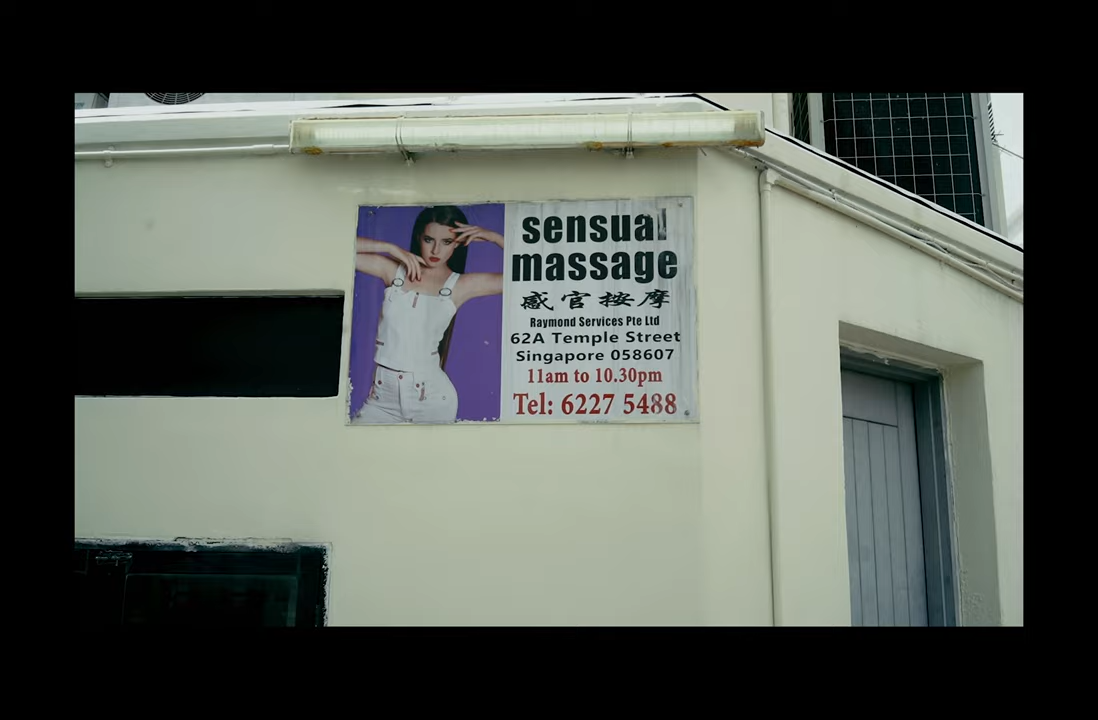 sensual
massage
感官按摩
Raymond Services Pte Ltd
62A Temple Street
Singapore 058607
11am to 10.30pm
Tel: 6227 5488